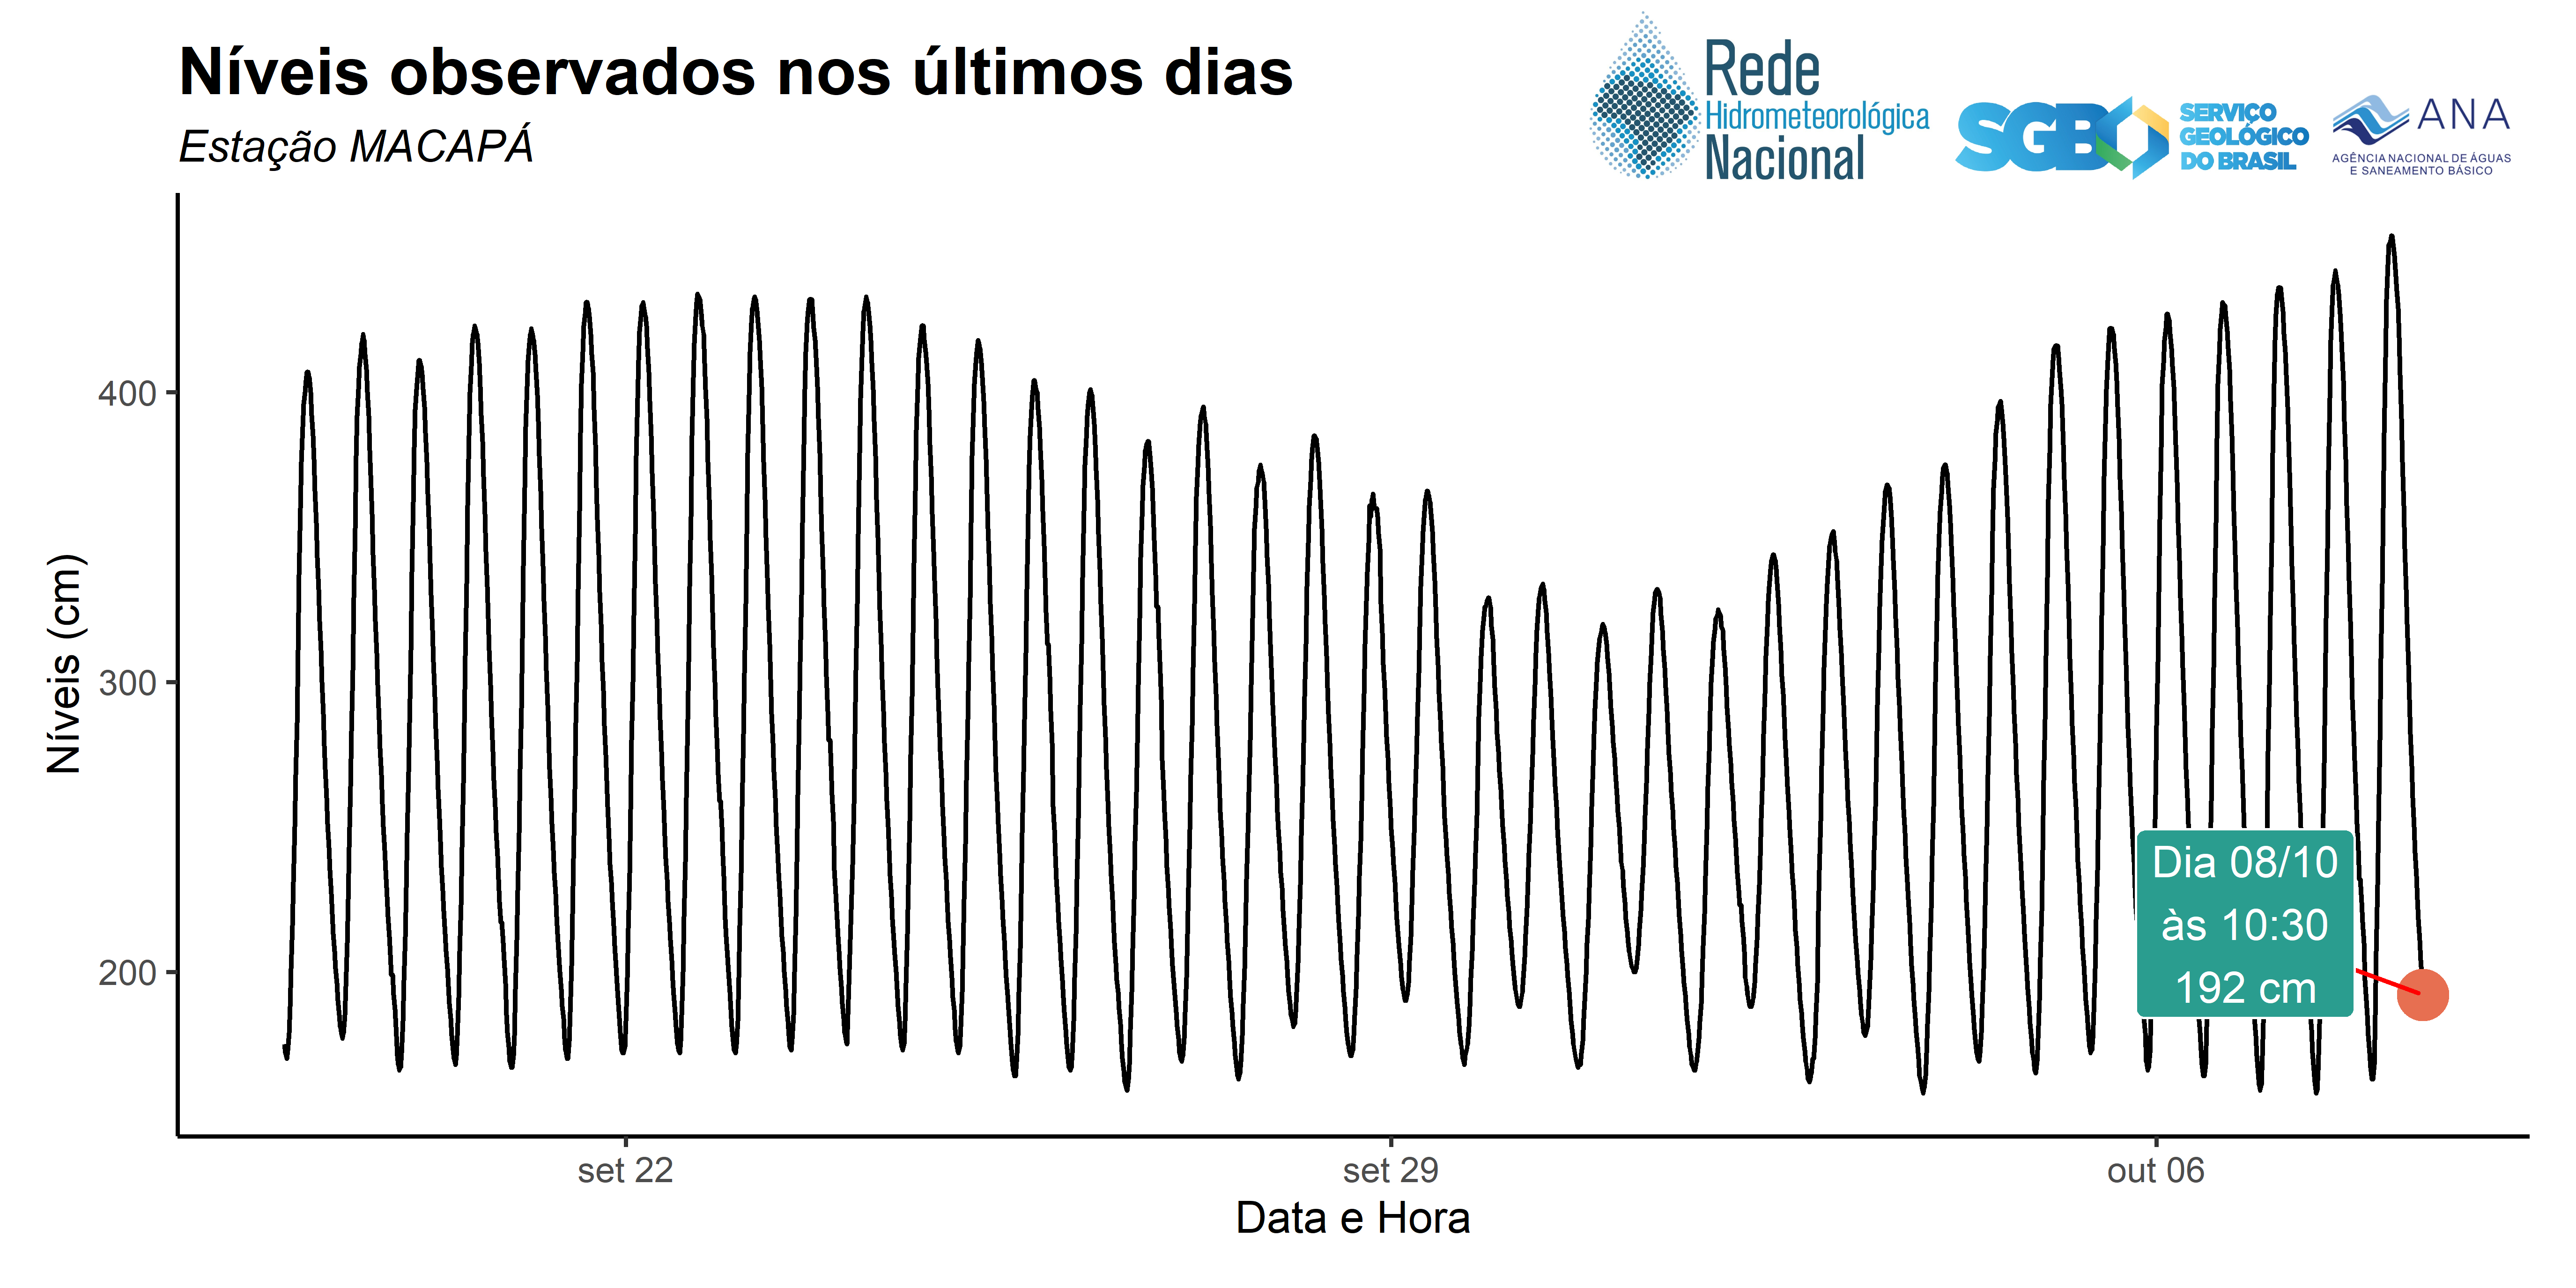 Níveis observados nos últimos dias
Estação MACAPÁ
Rede
Hidrometeorológica
Nacional
SGB
SERVIÇO
GEOLÓGICO
DO BRASIL
ANA
AGÊNCIA NACIONAL DE ÁGUAS
E SANEAMENTO BÁSICO
Níveis (cm)
400
300
200
Dia 08/10
às 10:30
192 cm
set 22
set 29
out 06
Data e Hora